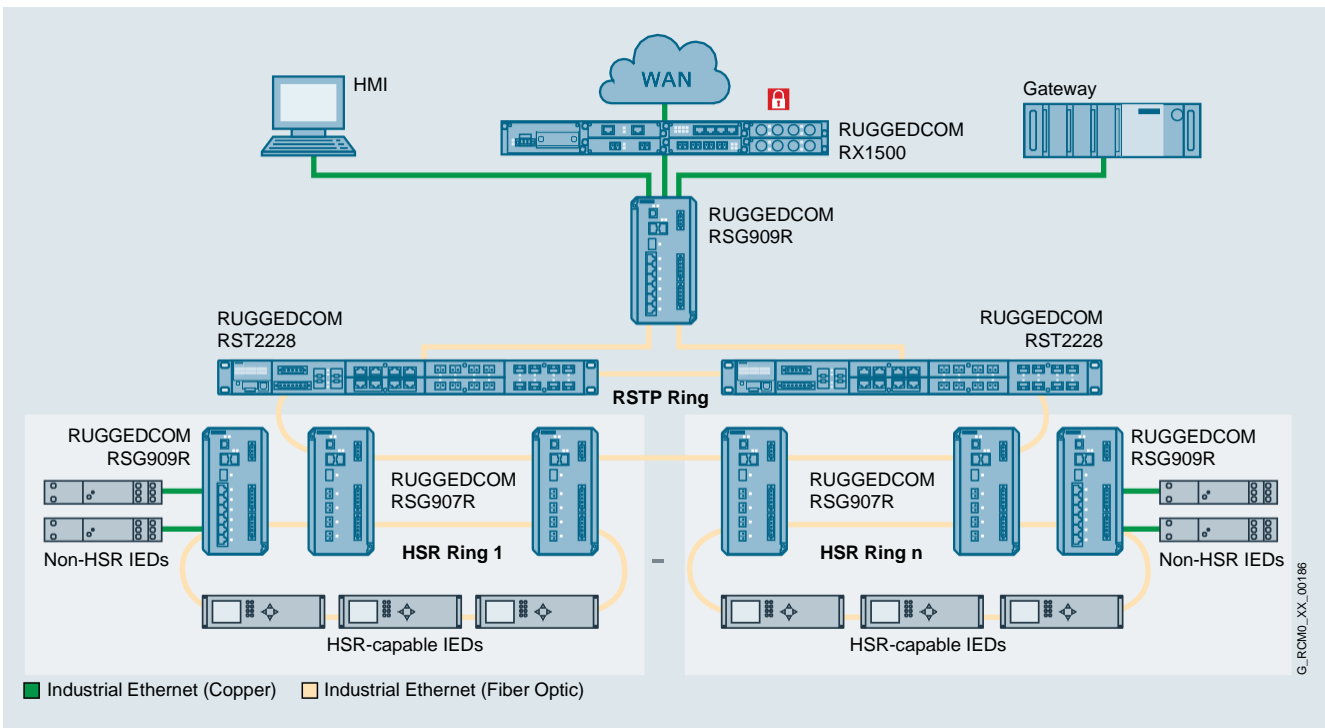 HMI
WAN
Gateway
RUGGEDCOM
RX1500
RUGGEDCOM
RSG909R
RUGGEDCOM
RST2228
RUGGEDCOM
RST2228
RSTP Ring
RUGGEDCOM
RSG909R
RUGGEDCOM
RSG907R
RUGGEDCOM
RSG907R
RUGGEDCOM
RSG909R
Non-HSR IEDs
HSR Ring 1
–
HSR Ring n
Non-HSR IEDs
HSR-capable IEDs
HSR-capable IEDs
G_RCM0_XX_00186
Industrial Ethernet (Copper)
Industrial Ethernet (Fiber Optic)